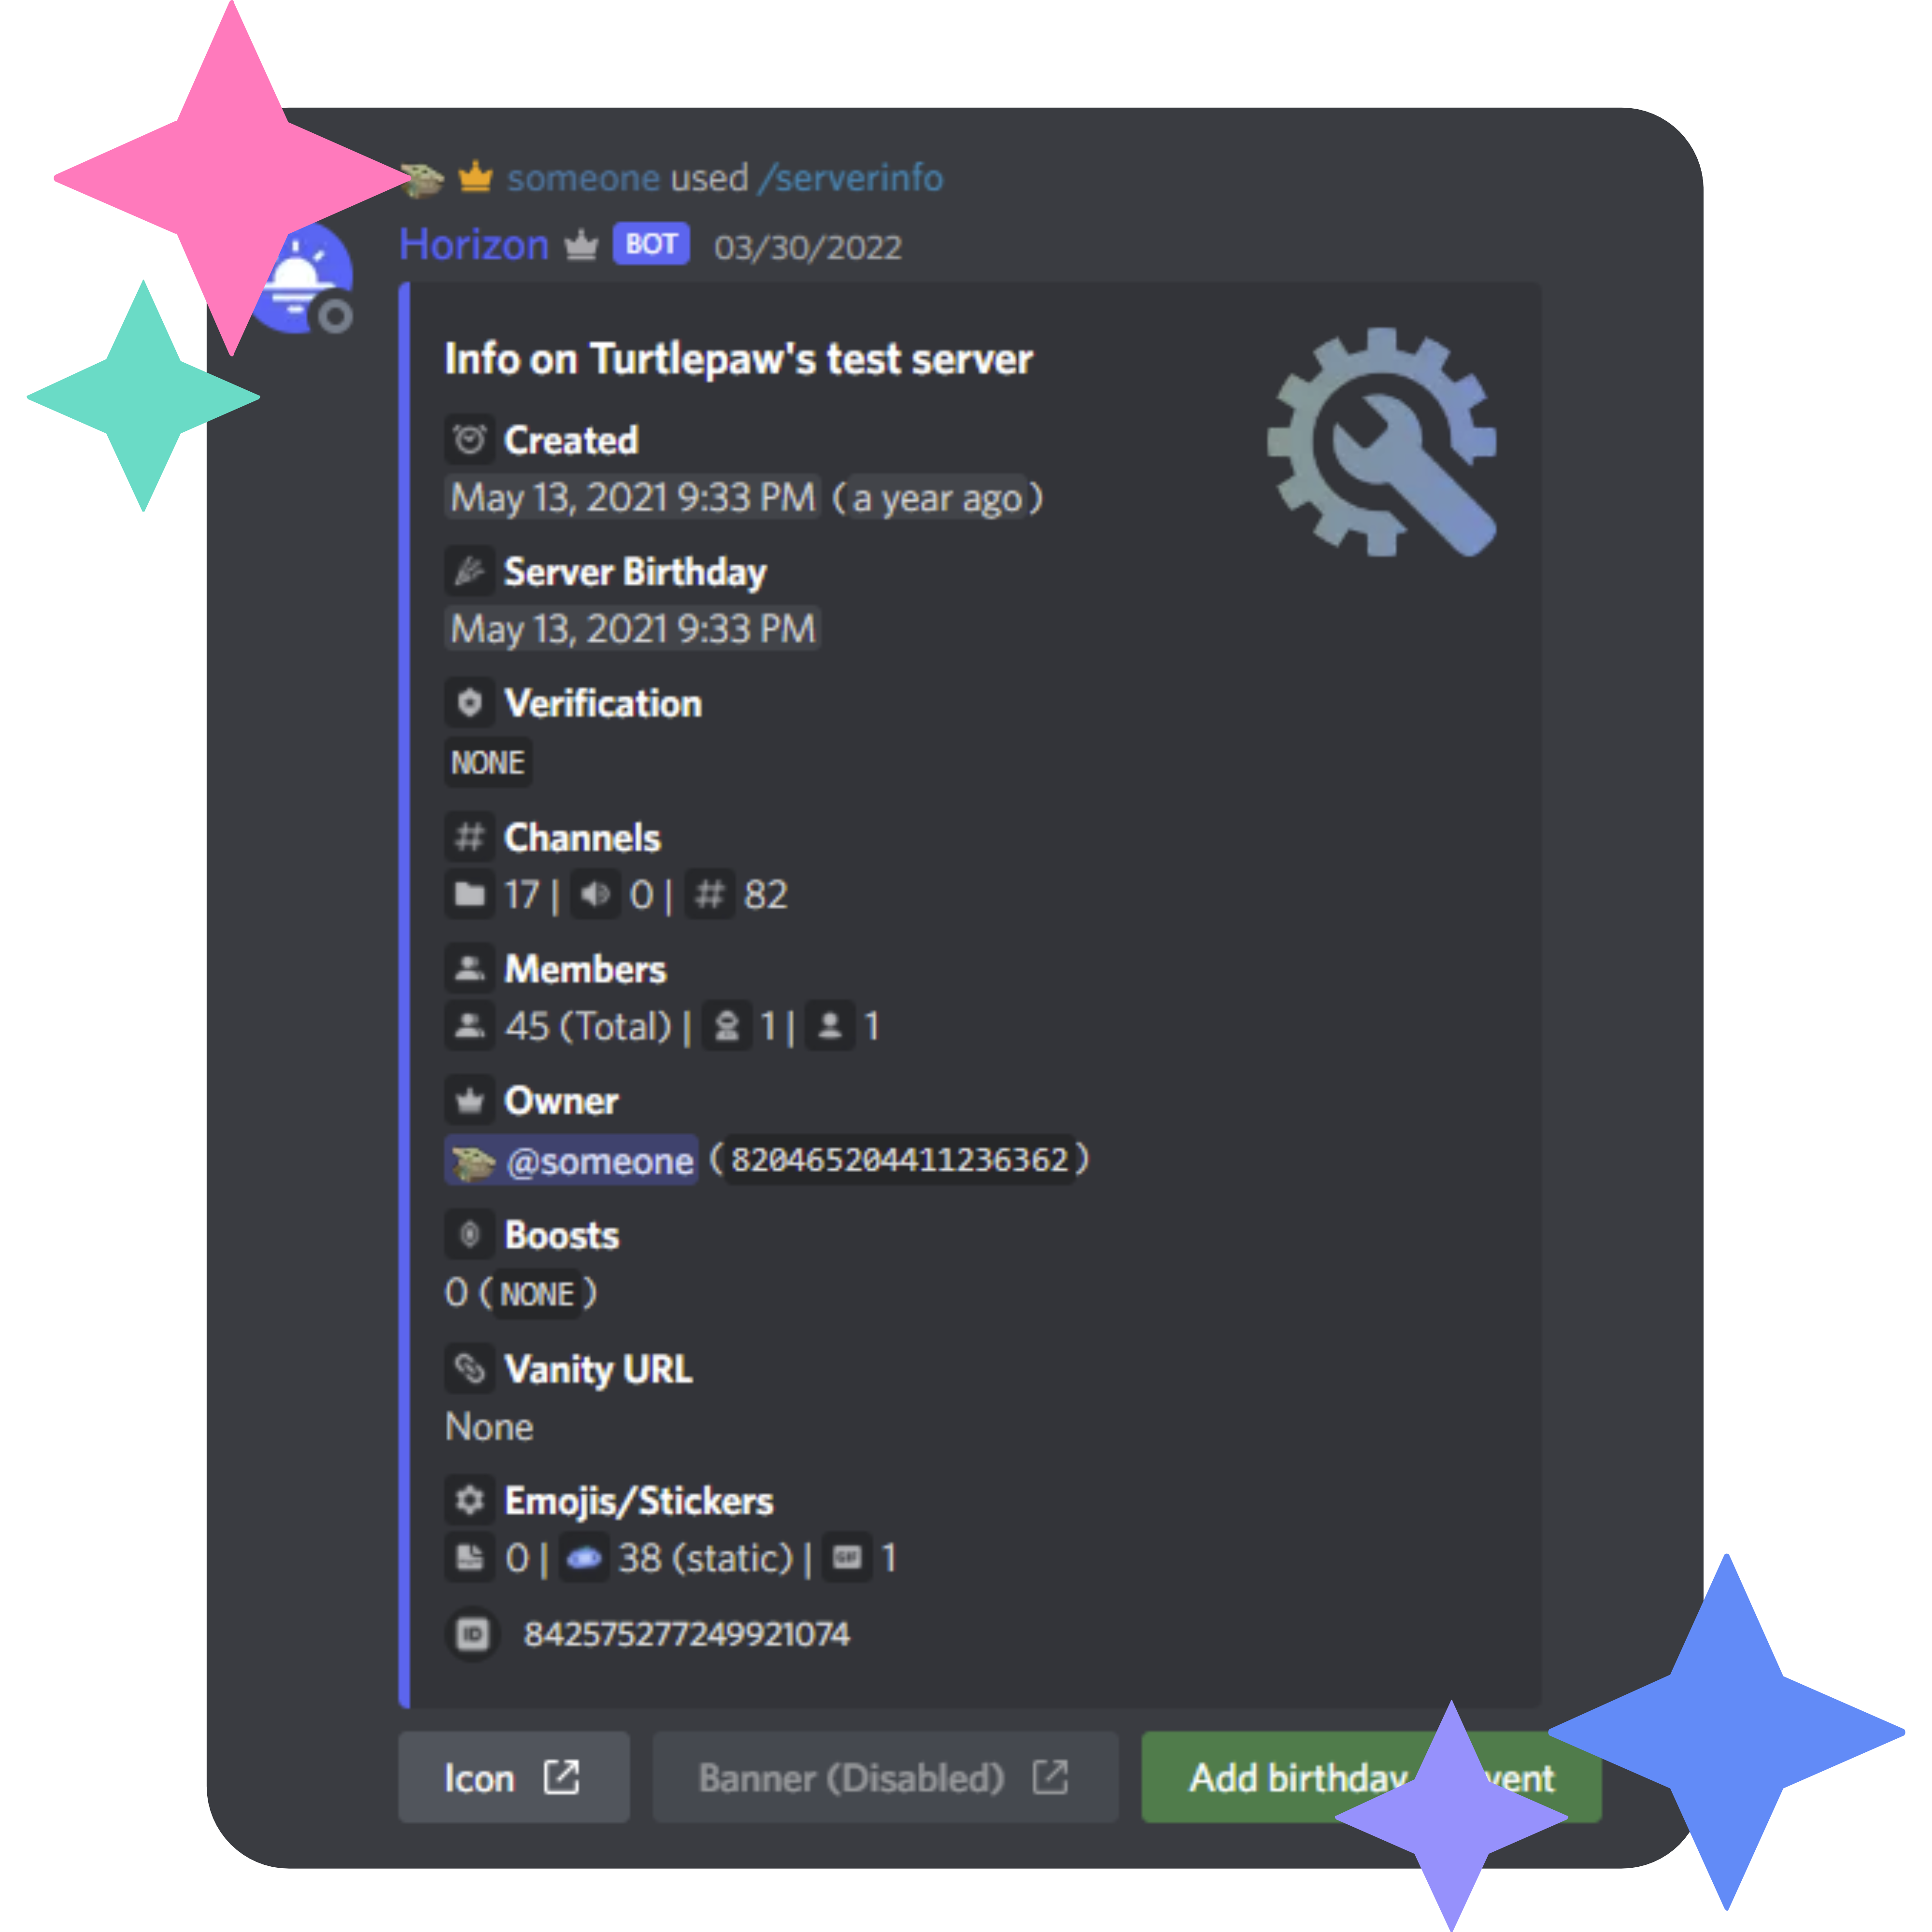 someone used /serverinfo
Horizon BOT 03/30/2022
Info on Turtlepaw's test server
Created
May 13, 2021 9:33 PM (a year ago)
Server Birthday
May 13, 2021 9:33 PM
Verification
NONE
# Channels
17 | 0 | # 82
Members
45 (Total) | 1 | 1
Owner
@someone (820465204411236362)
Boosts
0 (NONE)
Vanity URL
None
Emojis/Stickers
0 | 38 (static) | GIF 1
ID 842575277249921074
Icon
Banner (Disabled)
Add birthday